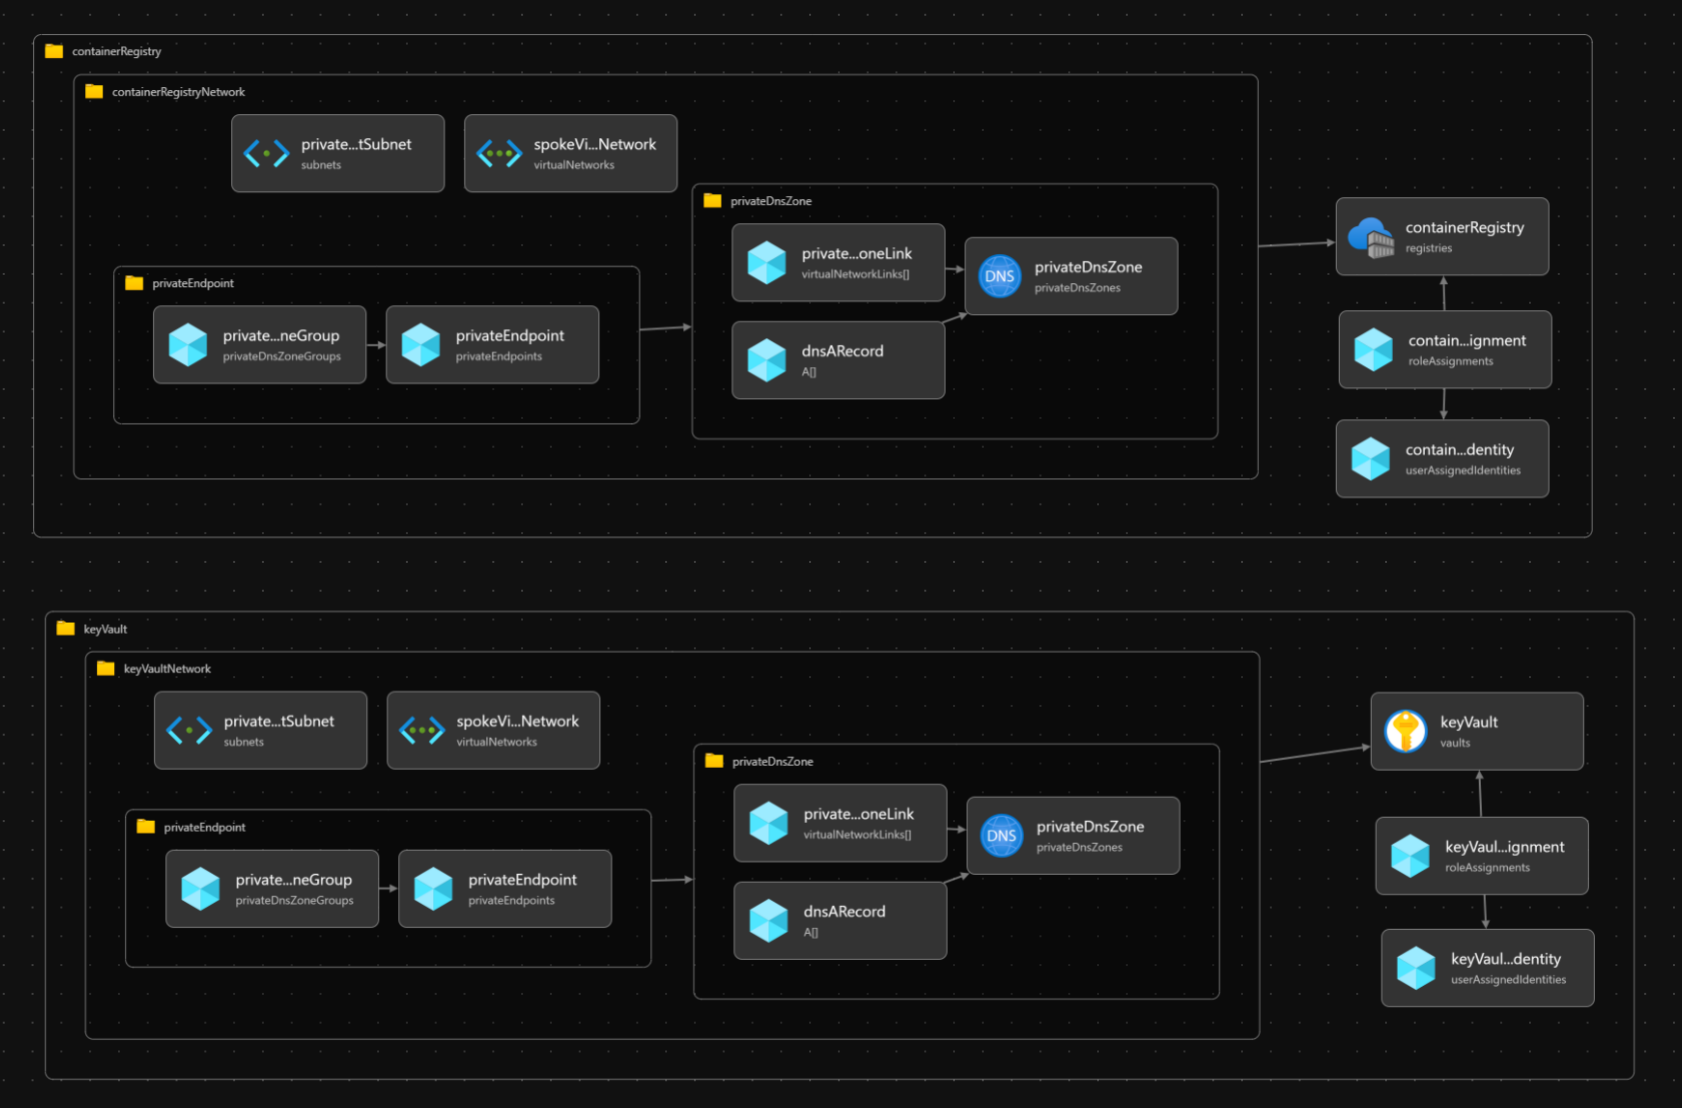 containerRegistry
containerRegistryNetwork
private...tSubnet
subnets
spokeVi...Network
virtualNetworks
privateDnsZone
private...oneLink
virtualNetworkLinks[]
privateDnsZone
privateDnsZones
dnsARecord
A[]
privateEndpoint
private...neGroup
privateDnsZoneGroups
privateEndpoint
privateEndpoints
containerRegistry
registries
contain...ignment
roleAssignments
contain...dentity
userAssignedIdentities
keyVault
keyVaultNetwork
private...tSubnet
subnets
spokeVi...Network
virtualNetworks
privateDnsZone
private...oneLink
virtualNetworkLinks[]
privateDnsZone
privateDnsZones
dnsARecord
A[]
privateEndpoint
private...neGroup
privateDnsZoneGroups
privateEndpoint
privateEndpoints
keyVault
vaults
keyVaul...ignment
roleAssignments
keyVaul...dentity
userAssignedIdentities
DNS
DNS